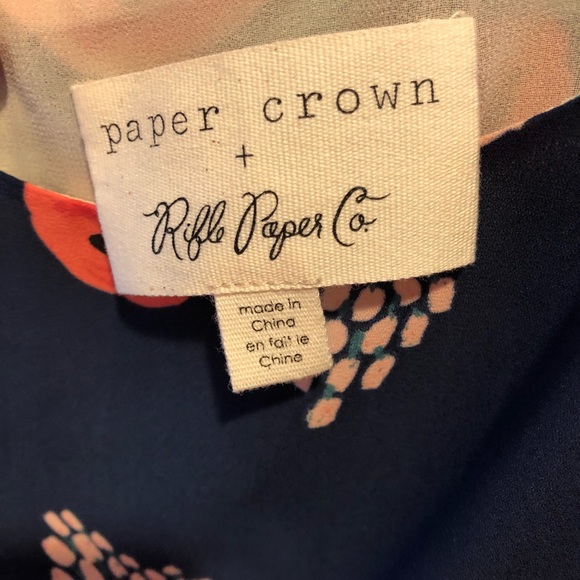 paper crown
+
Rifle Paper Co.
made in
China
en fait le
Chine